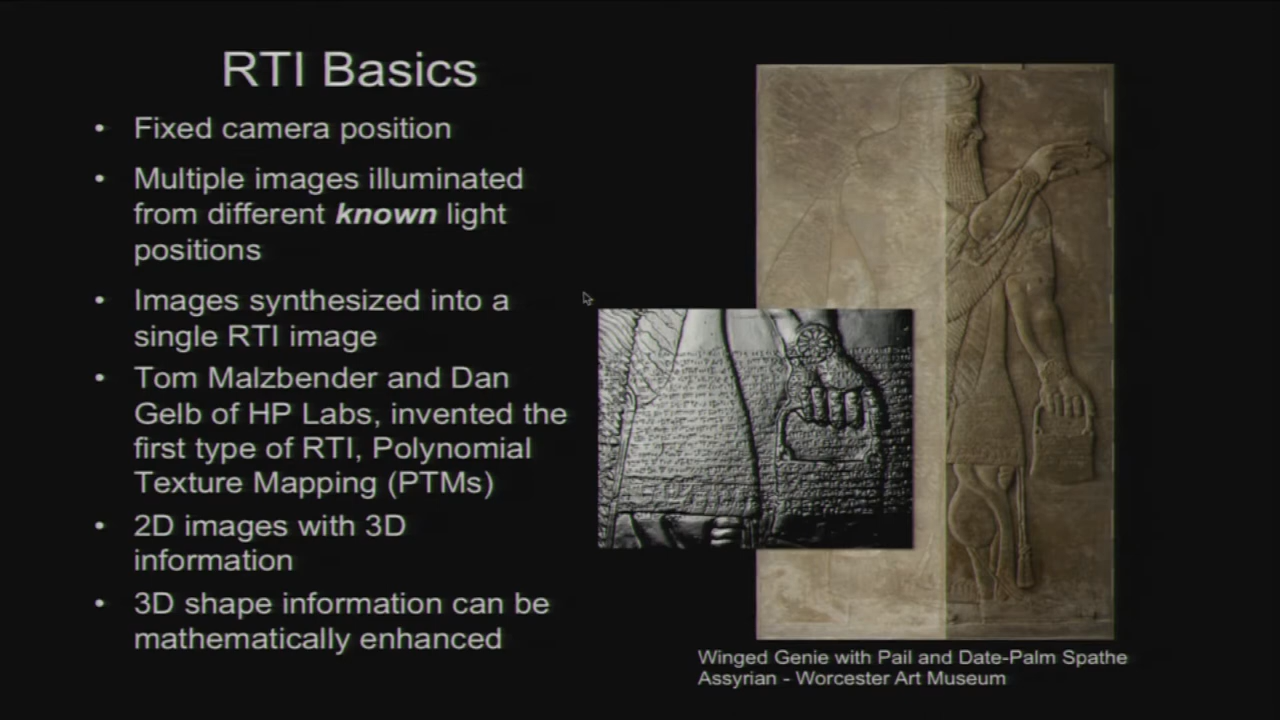 RTI Basics
• Fixed camera position
• Multiple images illuminated
from different known light
positions
• Images synthesized into a
single RTI image
• Tom Malzbender and Dan
Gelb of HP Labs, invented the
first type of RTI, Polynomial
Texture Mapping (PTMs)
• 2D images with 3D
information
• 3D shape information can be
mathematically enhanced
Winged Genie with Pail and Date-Palm Spathe
Assyrian - Worcester Art Museum